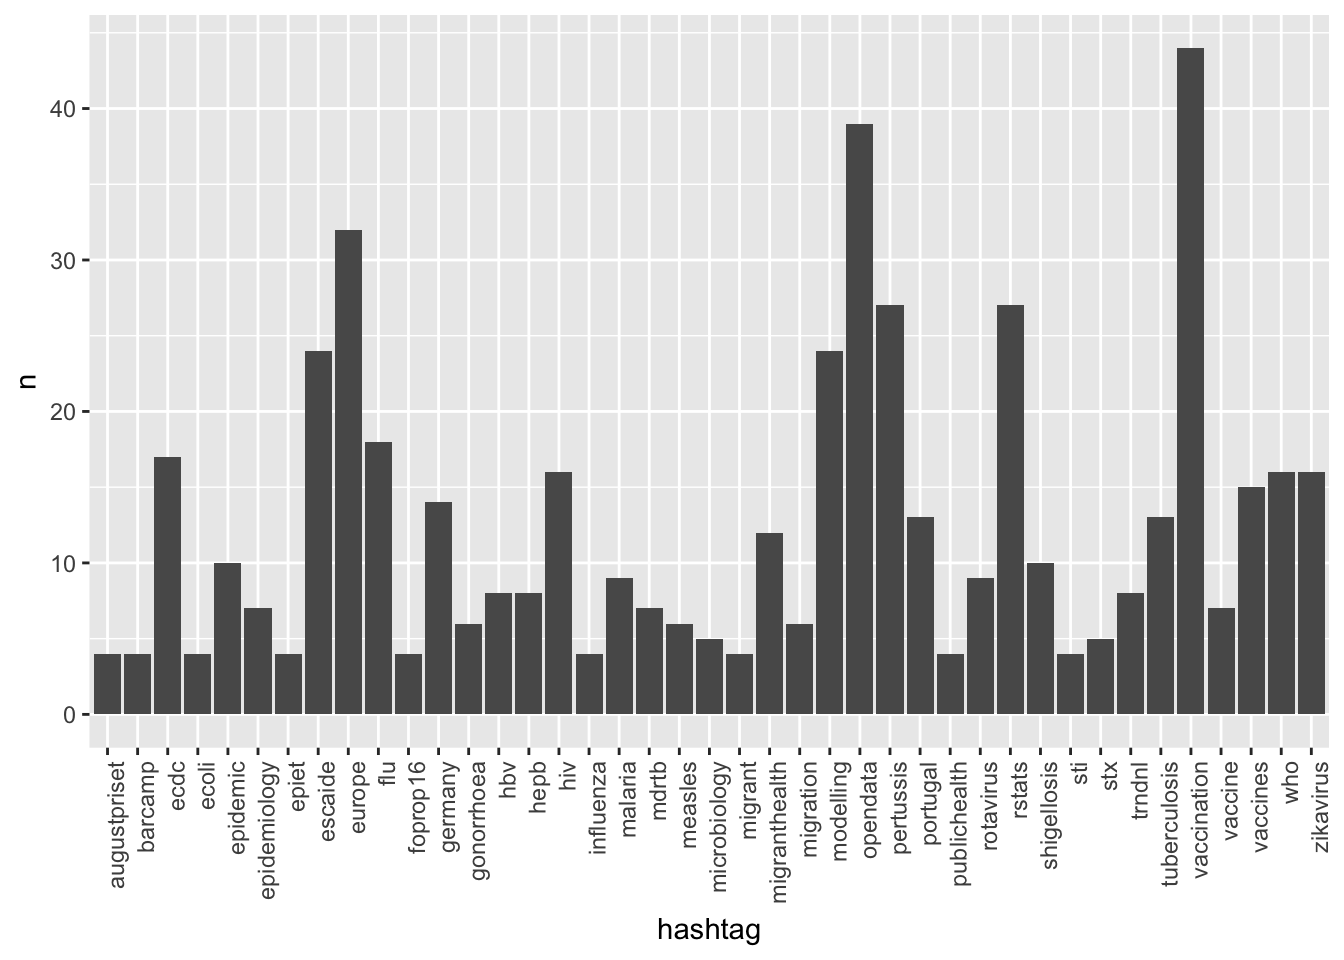 40
30
20
10
0
n
augustpriset
barcamp
ecdc
ecoli
epidemic
epidemiology
epiet
escaide
europe
flu
foprop16
germany
gonorrhoea
hbv
hepb
hiv
influenza
malaria
mdrtb
measles
microbiology
migrant
migranthealth
migration
modelling
opendata
pertussis
portugal
publichealth
rotavirus
rstats
shigellosis
sti
stx
trndnl
tuberculosis
vaccination
vaccine
vaccines
who
zikavirus
hashtag